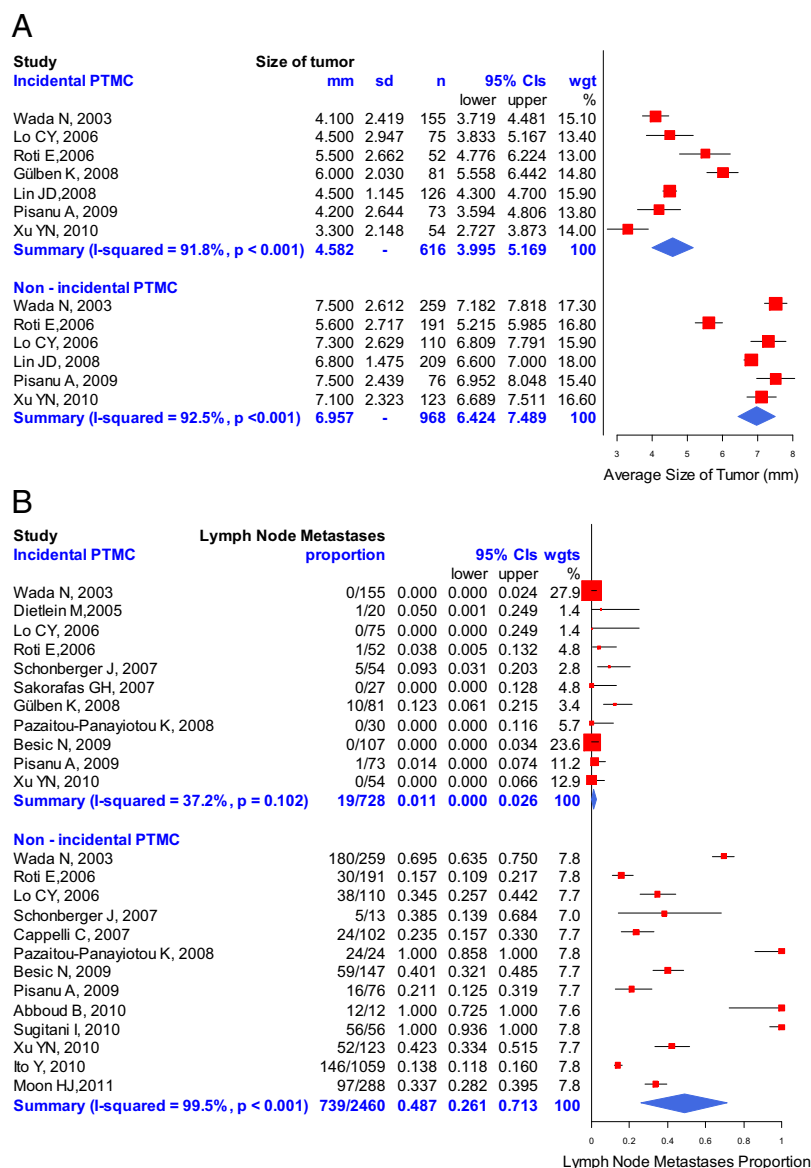 A
Study Size of tumor
Incidental PTMC mm sd n 95% CIs wgt
lower upper %
Wada N, 2003 4.100 2.419 155 3.719 4.481 15.10
Lo CY, 2006 4.500 2.947 75 3.833 5.167 13.40
Roti E,2006 5.500 2.662 52 4.776 6.224 13.00
Gülben K, 2008 6.000 2.030 81 5.558 6.442 14.80
Lin JD,2008 4.500 1.145 126 4.300 4.700 15.90
Pisanu A, 2009 4.200 2.644 73 3.594 4.806 13.80
Xu YN, 2010 3.300 2.148 54 2.727 3.873 14.00
Summary (I-squared = 91.8%, p < 0.001) 4.582 - 616 3.995 5.169 100
Non - incidental PTMC
Wada N, 2003 7.500 2.612 259 7.182 7.818 17.30
Roti E,2006 5.600 2.717 191 5.215 5.985 16.80
Lo CY, 2006 7.300 2.629 110 6.809 7.791 15.90
Lin JD, 2008 6.800 1.475 209 6.600 7.000 18.00
Pisanu A, 2009 7.500 2.439 76 6.952 8.048 15.40
Xu YN, 2010 7.100 2.323 123 6.689 7.511 16.60
Summary (I-squared = 92.5%, p <0.001) 6.957 - 968 6.424 7.489 100
3 4 5 6 7 8
Average Size of Tumor (mm)
B
Study Lymph Node Metastases
Incidental PTMC proportion 95% CIs wgts
lower upper %
Wada N, 2003 0/155 0.000 0.000 0.024 27.9
Dietlein M,2005 1/20 0.050 0.001 0.249 1.4
Lo CY, 2006 0/75 0.000 0.000 0.249 1.4
Roti E,2006 1/52 0.038 0.005 0.132 4.8
Schonberger J, 2007 5/54 0.093 0.031 0.203 2.8
Sakorafas GH, 2007 0/27 0.000 0.000 0.128 4.8
Gülben K, 2008 10/81 0.123 0.061 0.215 3.4
Pazaitou-Panayiotou K, 2008 0/30 0.000 0.000 0.116 5.7
Besic N, 2009 0/107 0.000 0.000 0.034 23.6
Pisanu A, 2009 1/73 0.014 0.000 0.074 11.2
Xu YN, 2010 0/54 0.000 0.000 0.066 12.9
Summary (I-squared = 37.2%, p = 0.102) 19/728 0.011 0.000 0.026 100
Non - incidental PTMC
Wada N, 2003 180/259 0.695 0.635 0.750 7.8
Roti E,2006 30/191 0.157 0.109 0.217 7.8
Lo CY, 2006 38/110 0.345 0.257 0.442 7.7
Schonberger J, 2007 5/13 0.385 0.139 0.684 7.0
Cappelli C, 2007 24/102 0.235 0.157 0.330 7.7
Pazaitou-Panayiotou K, 2008 24/24 1.000 0.858 1.000 7.8
Besic N, 2009 59/147 0.401 0.321 0.485 7.7
Pisanu A, 2009 16/76 0.211 0.125 0.319 7.7
Abboud B, 2010 12/12 1.000 0.725 1.000 7.6
Sugitani I, 2010 56/56 1.000 0.936 1.000 7.8
Xu YN, 2010 52/123 0.423 0.334 0.515 7.7
Ito Y, 2010 146/1059 0.138 0.118 0.160 7.8
Moon HJ,2011 97/288 0.337 0.282 0.395 7.8
Summary (I-squared = 99.5%, p < 0.001) 739/2460 0.487 0.261 0.713 100
0 0.2 0.4 0.6 0.8 1
Lymph Node Metastases Proportion